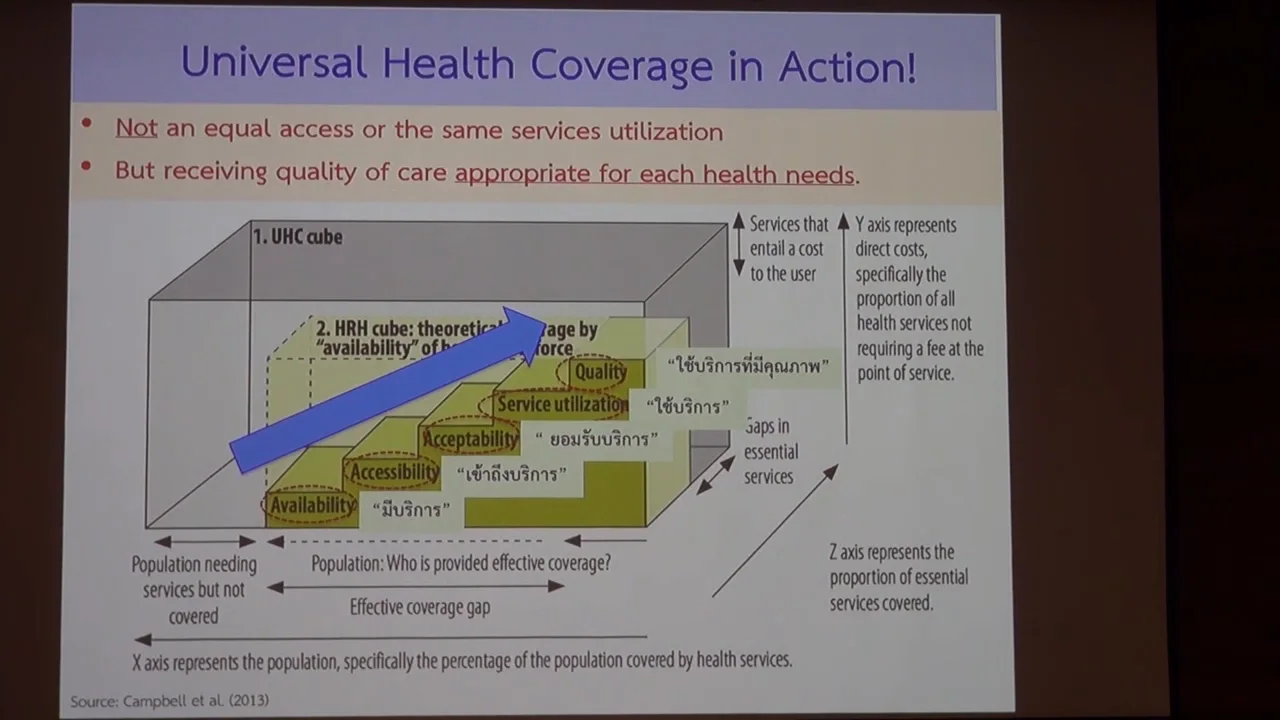 Universal Health Coverage in Action!
• Not an equal access or the same services utilization
• But receiving quality of care appropriate for each health needs.
1. UHC cube
2. HRH cube: theoretical age by
"availability" of orce
Quality
"ใช้บริการที่มีคุณภาพ"
Service utilization
"ใช้บริการ"
Acceptability
" ยอมรับบริการ"
Accessibility
"เข้าถึงบริการ"
Availability
"มีบริการ"
Services that
entail a cost
to the user
Y axis represents
direct costs,
specifically the
proportion of all
health services not
requiring a fee at the
point of service.
Gaps in
essential
services
Z axis represents the
proportion of essential
services covered.
Population needing
services but not
covered
Population: Who is provided effective coverage?
Effective coverage gap
X axis represents the population, specifically the percentage of the population covered by health services.
Source: Campbell et al. (2013)